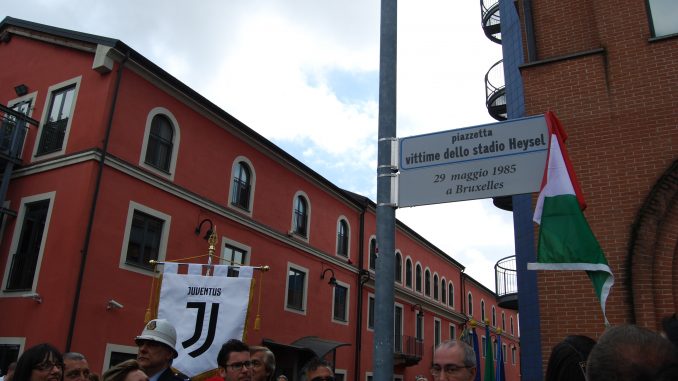 piazzetta
vittime dello stadio Heysel
29 maggio 1985
a Bruxelles
JUVENTUS
J